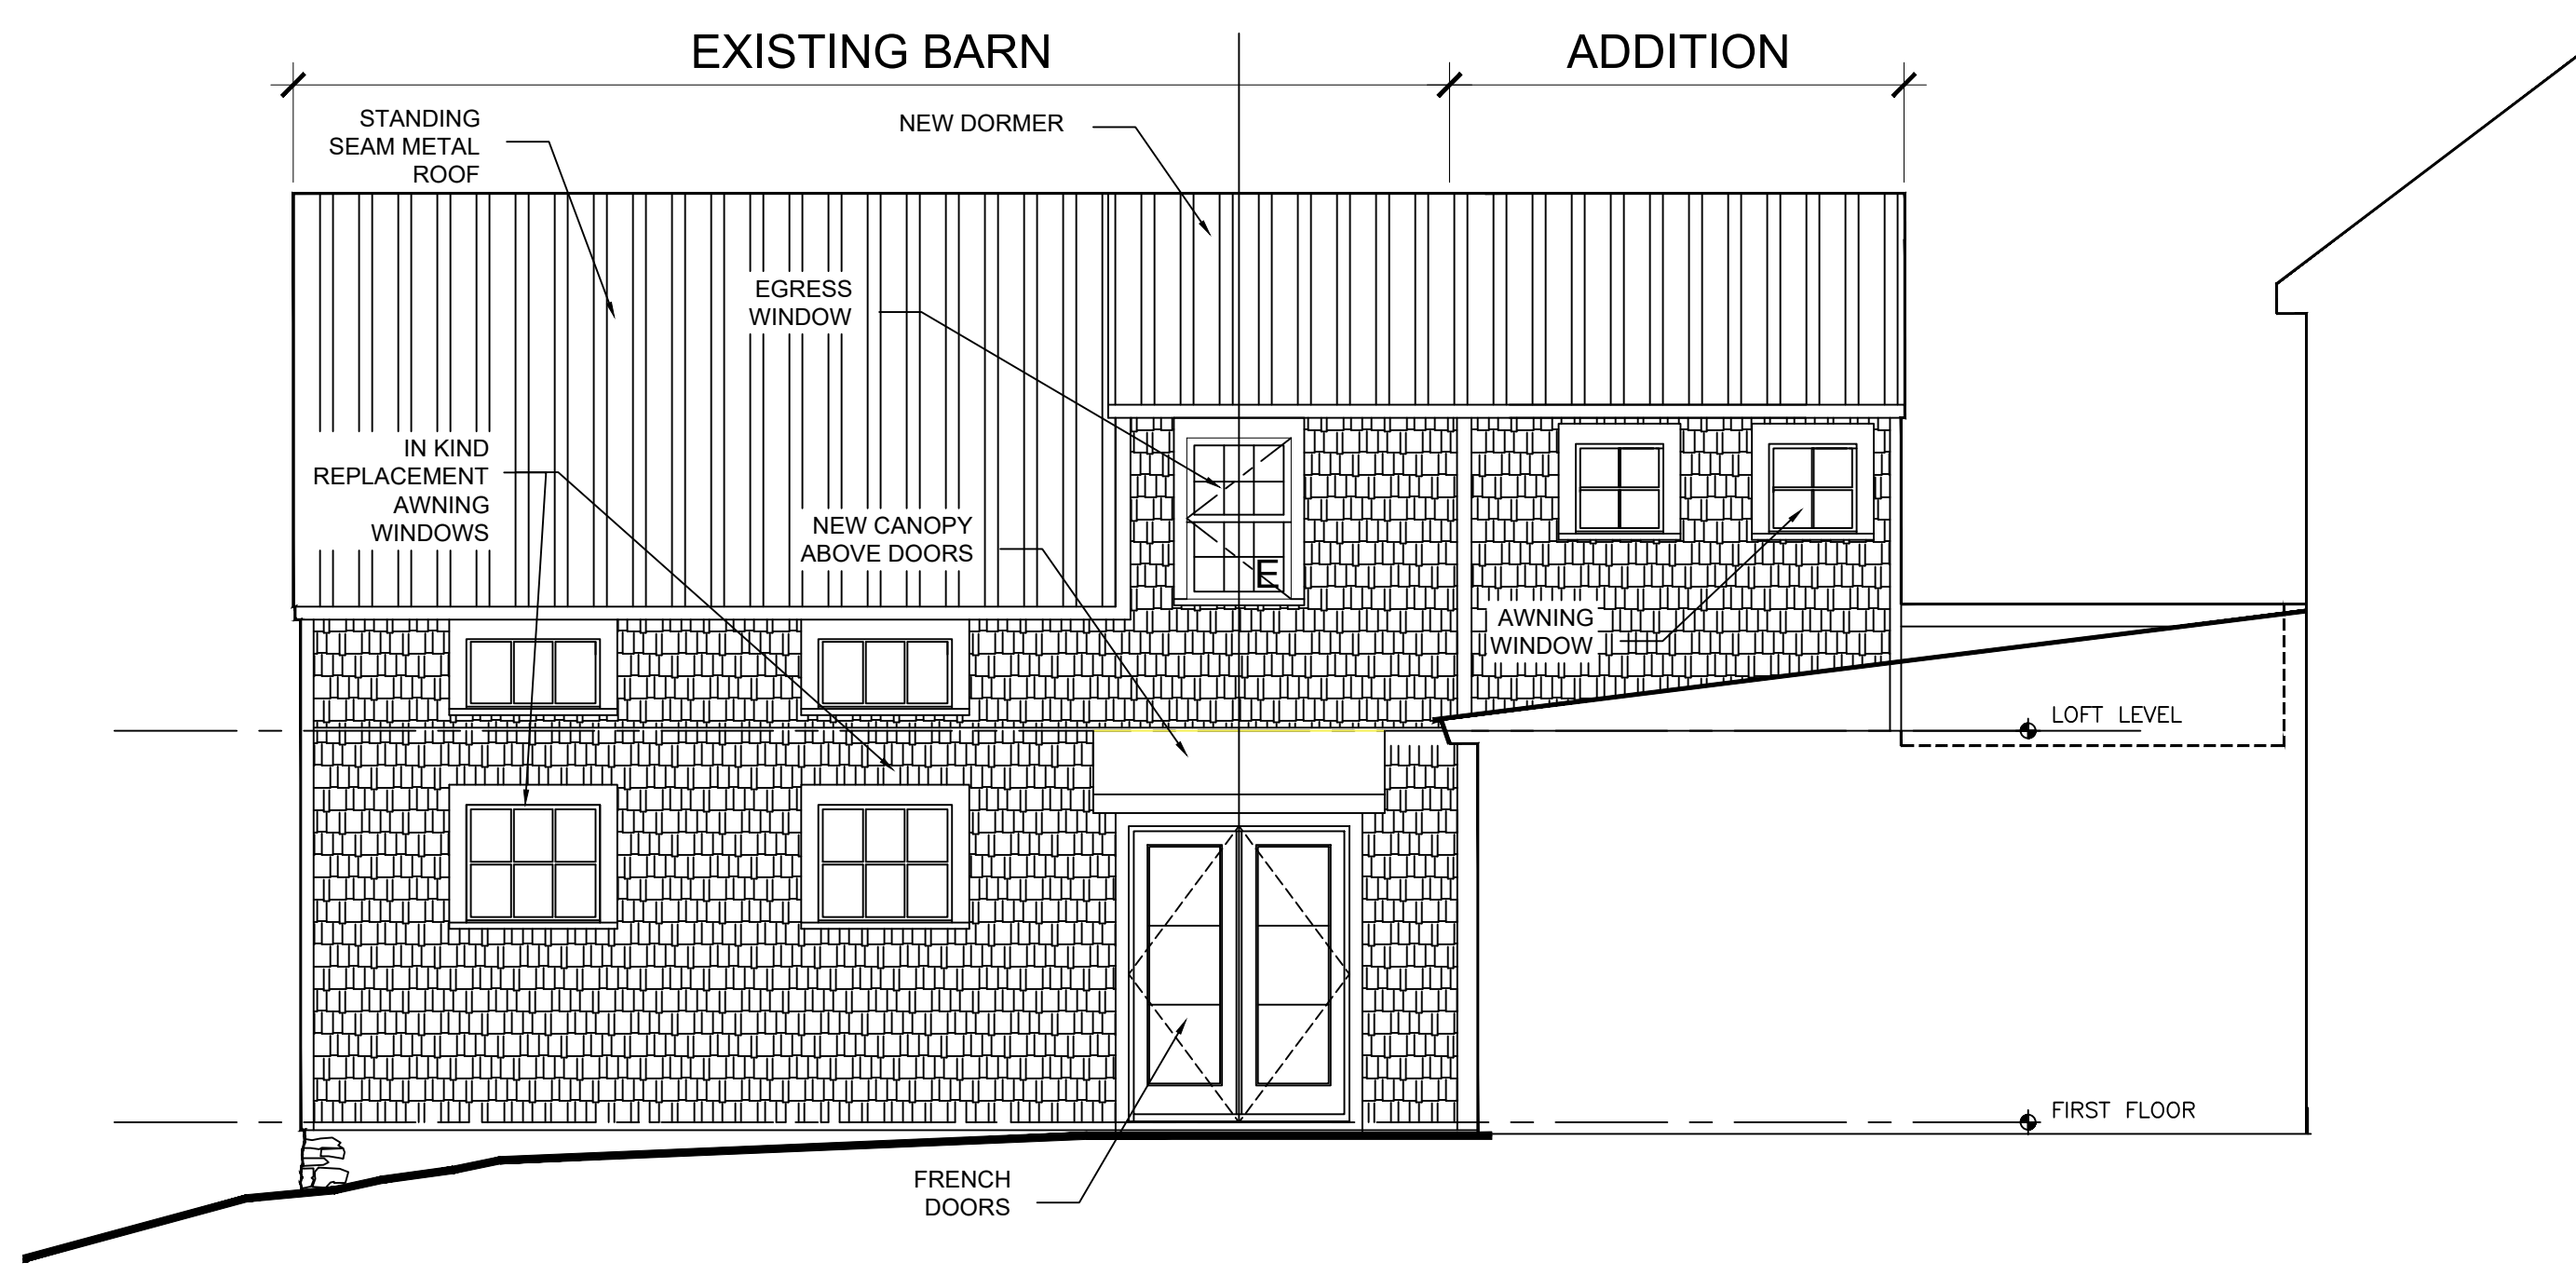 EXISTING BARN
ADDITION
STANDING
SEAM METAL
ROOF
NEW DORMER
EGRESS
WINDOW
IN KIND
REPLACEMENT
AWNING
WINDOWS
NEW CANOPY
ABOVE DOORS
E
AWNING
WINDOW
LOFT LEVEL
FIRST FLOOR
FRENCH
DOORS